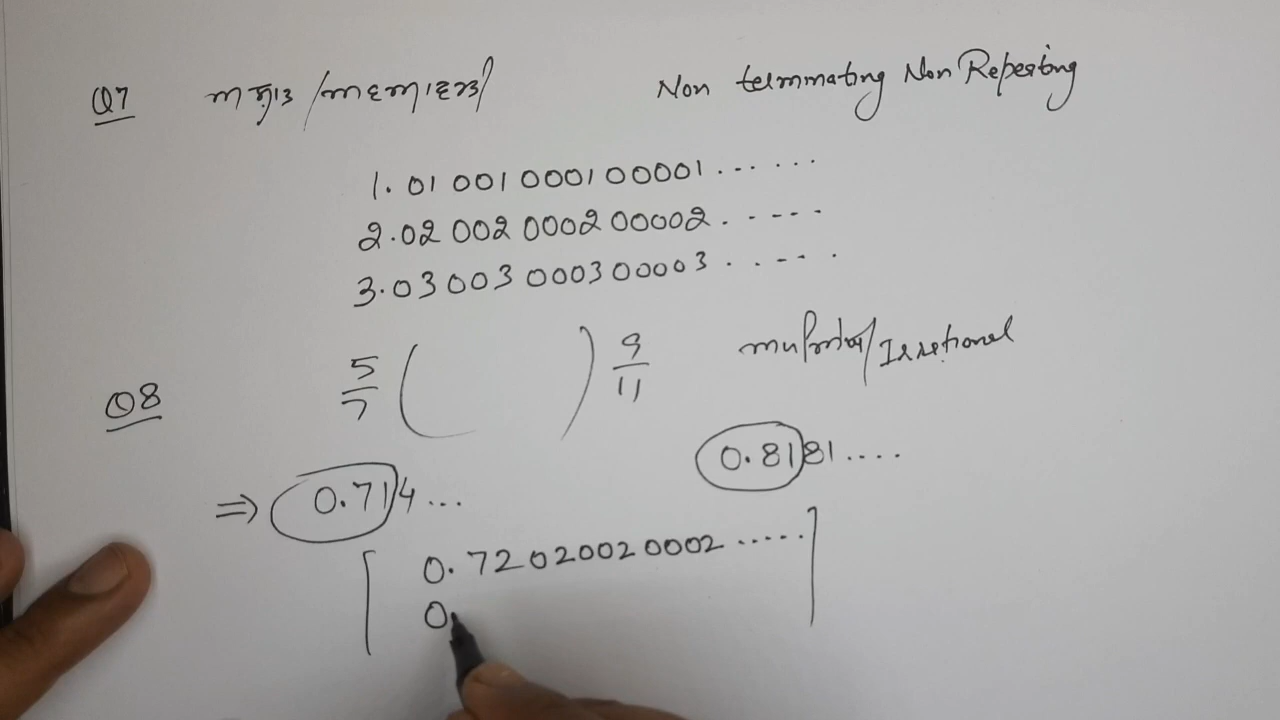 Q7 Non terminating Non Repeating
1.01001000100001......
2.02002000200002.....
3.03003000300003.....
Q8 5/7 ( ) 9/11 Irrational
0.8181....
⇒ 0.714...
[ 0.72020020002..... ]
0.